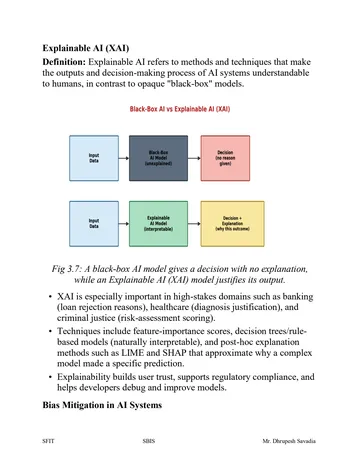 Explainable AI (XAI)
Definition: Explainable AI refers to methods and techniques that make
the outputs and decision-making process of AI systems understandable
to humans, in contrast to opaque "black-box" models.
Black-Box AI vs Explainable AI (XAI)
Input
Data
Black-Box
AI Model
(unexplained)
Decision
(no reason
given)
Input
Data
Explainable
AI Model
(interpretable)
Decision +
Explanation
(why this outcome)
Fig 3.7: A black-box AI model gives a decision with no explanation,
while an Explainable AI (XAI) model justifies its output.
• XAI is especially important in high-stakes domains such as banking
(loan rejection reasons), healthcare (diagnosis justification), and
criminal justice (risk-assessment scoring).
• Techniques include feature-importance scores, decision trees/rule-
based models (naturally interpretable), and post-hoc explanation
methods such as LIME and SHAP that approximate why a complex
model made a specific prediction.
• Explainability builds user trust, supports regulatory compliance, and
helps developers debug and improve models.
Bias Mitigation in AI Systems
SFIT SBIS Mr. Dhrupesh Savadia